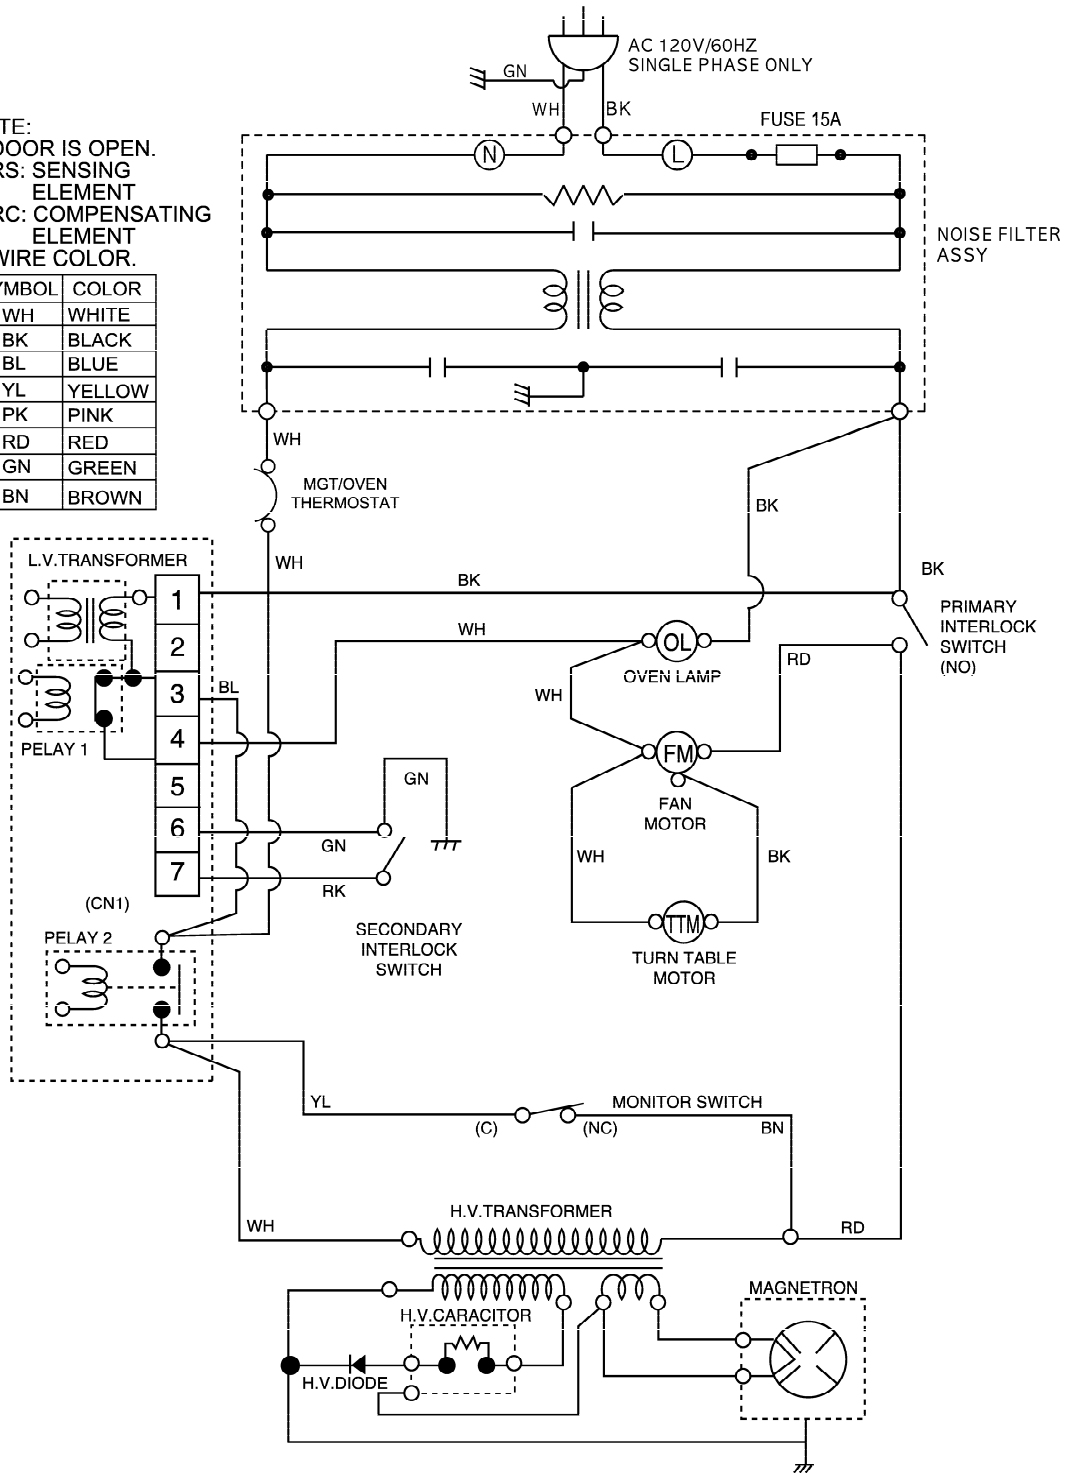 AC 120V/60HZ
SINGLE PHASE ONLY
GN
WH
BK
FUSE 15A
N
L
TE:
DOOR IS OPEN.
RS: SENSING
ELEMENT
RC: COMPENSATING
ELEMENT
WIRE COLOR.
YMBOL COLOR
WH WHITE
BK BLACK
BL BLUE
YL YELLOW
PK PINK
RD RED
GN GREEN
BN BROWN
NOISE FILTER
ASSY
WH
MGT/OVEN
THERMOSTAT
BK
WH
L.V.TRANSFORMER
BK
BK
1
2
3
4
5
6
7
PRIMARY
INTERLOCK
SWITCH
(NO)
WH
OL
OVEN LAMP
RD
BL
WH
PELAY 1
FM
FAN
MOTOR
GN
GN
WH
BK
RK
(CN1)
PELAY 2
SECONDARY
INTERLOCK
SWITCH
TTM
TURN TABLE
MOTOR
YL
MONITOR SWITCH
(C)
(NC)
BN
H.V.TRANSFORMER
WH
RD
MAGNETRON
H.V.CARACITOR
H.V.DIODE